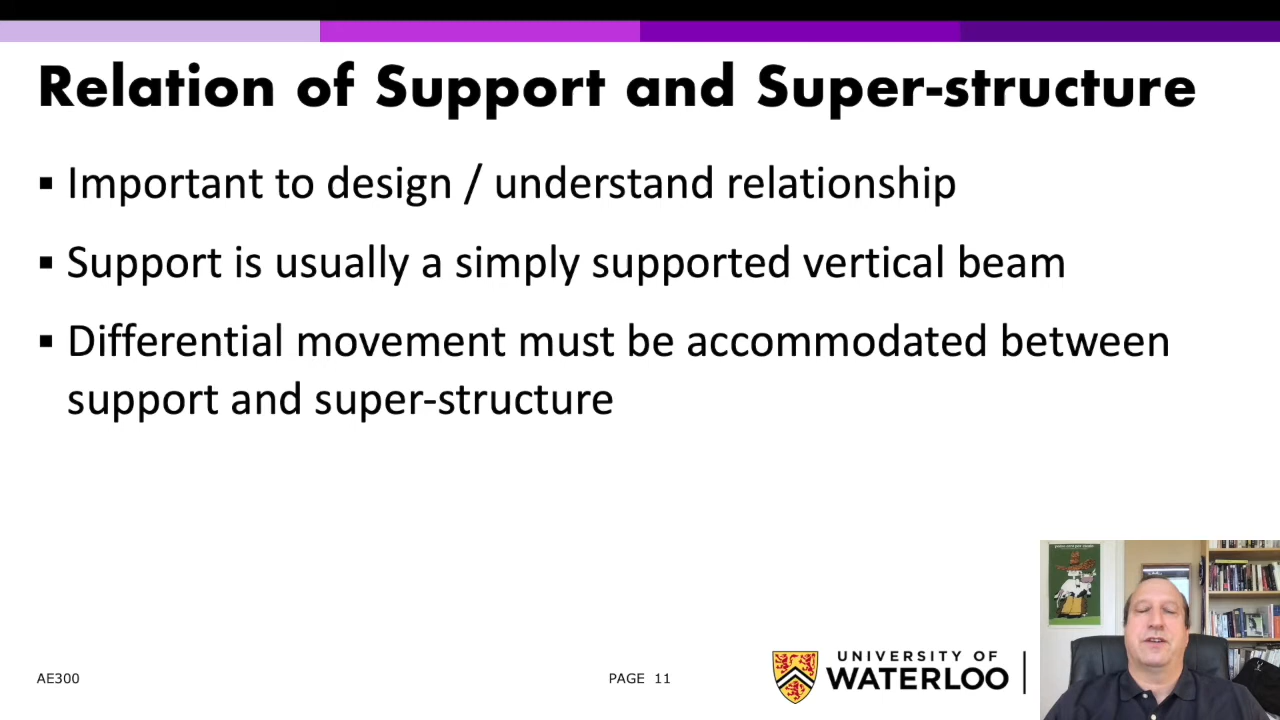 Relation of Support and Super-structure
▪ Important to design / understand relationship
▪ Support is usually a simply supported vertical beam
▪ Differential movement must be accommodated between
support and super-structure
AE300
PAGE 11
UNIVERSITY OF
WATERLOO